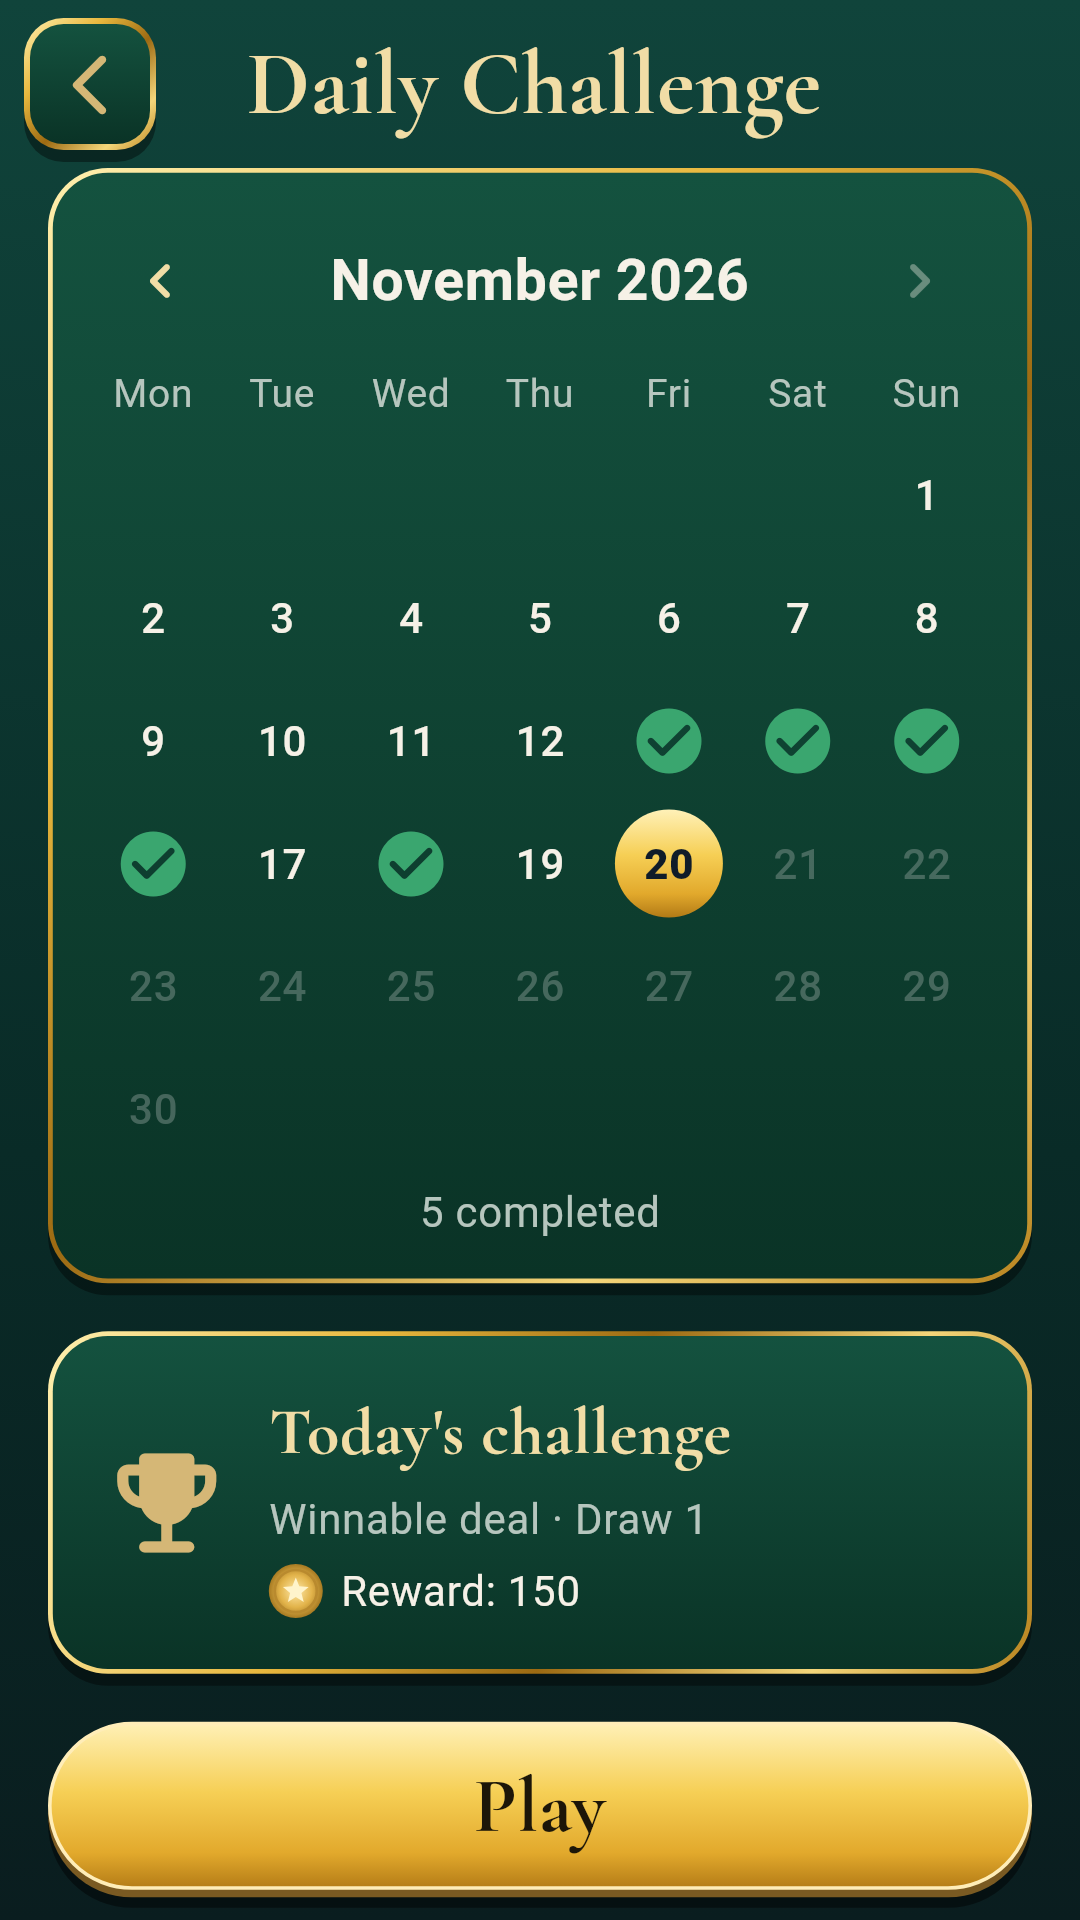 Daily Challenge
November 2026
Mon Tue Wed Thu Fri Sat Sun
1
2 3 4 5 6 7 8
9 10 11 12
17 19 20 21 22
23 24 25 26 27 28 29
30
5 completed
Today's challenge
Winnable deal · Draw 1
Reward: 150
Play